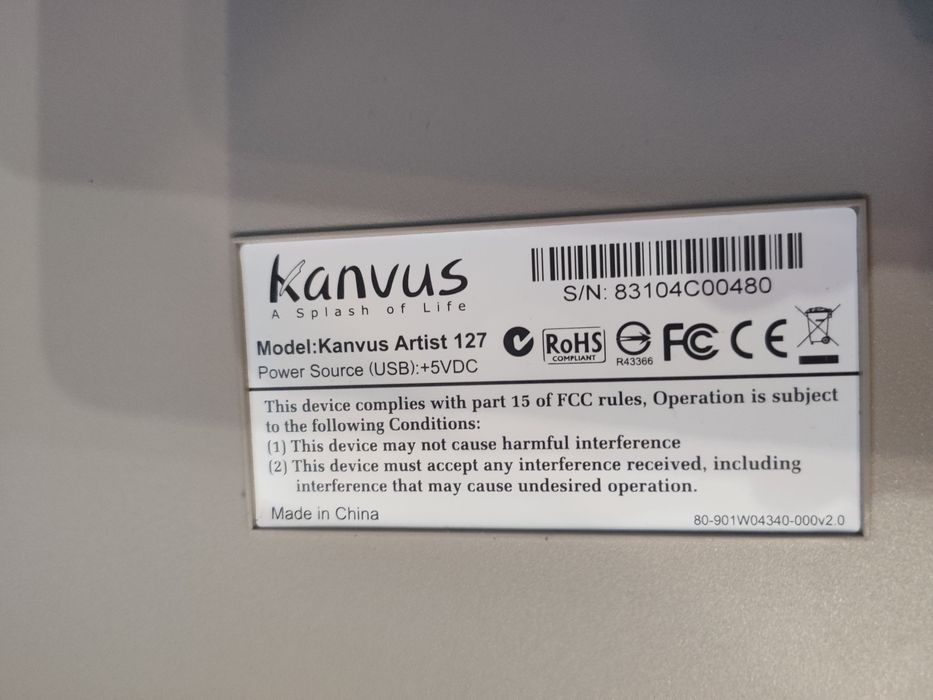 Kanvus
A Splash of Life
S/N: 83104C00480
Model:Kanvus Artist 127
Power Source (USB):+5VDC
RoHS
COMPLIANT
R43366
FC CE
This device complies with part 15 of FCC rules, Operation is subject
to the following Conditions:
(1) This device may not cause harmful interference
(2) This device must accept any interference received, including
interference that may cause undesired operation.
Made in China
80-901W04340-000v2.0